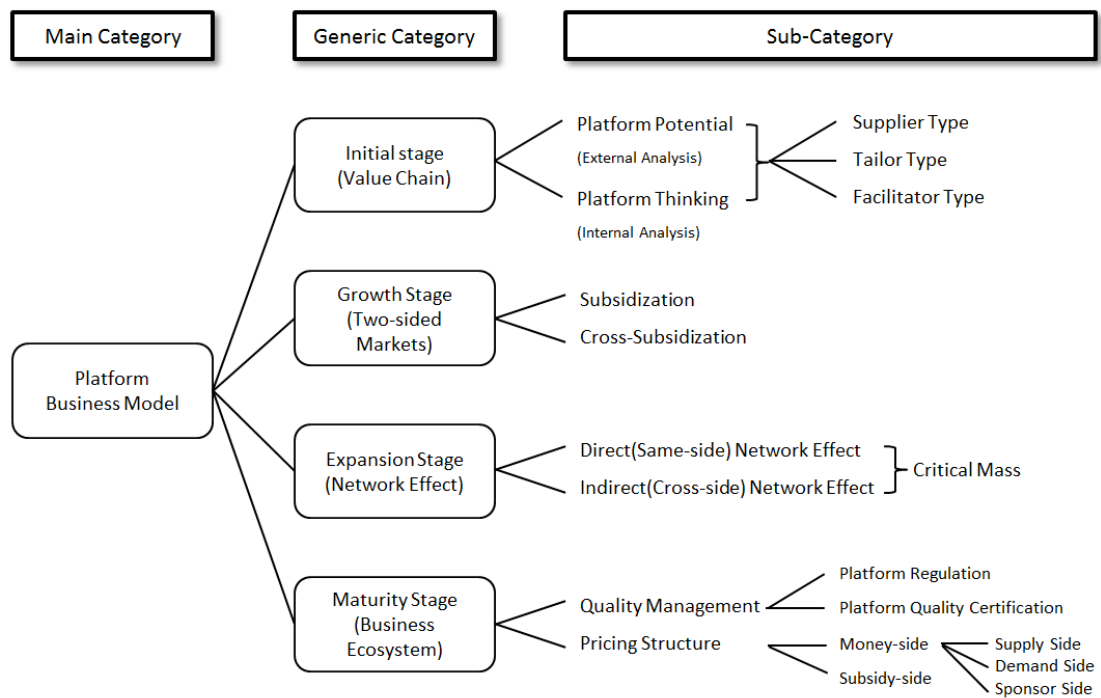 Main Category
Generic Category
Sub-Category
Platform
Business Model
Initial stage
(Value Chain)
Platform Potential
(External Analysis)
Platform Thinking
(Internal Analysis)
Supplier Type
Tailor Type
Facilitator Type
Growth Stage
(Two-sided
Markets)
Subsidization
Cross-Subsidization
Expansion Stage
(Network Effect)
Direct(Same-side) Network Effect
Indirect(Cross-side) Network Effect
Critical Mass
Maturity Stage
(Business
Ecosystem)
Quality Management
Platform Regulation
Platform Quality Certification
Pricing Structure
Money-side
Subsidy-side
Supply Side
Demand Side
Sponsor Side